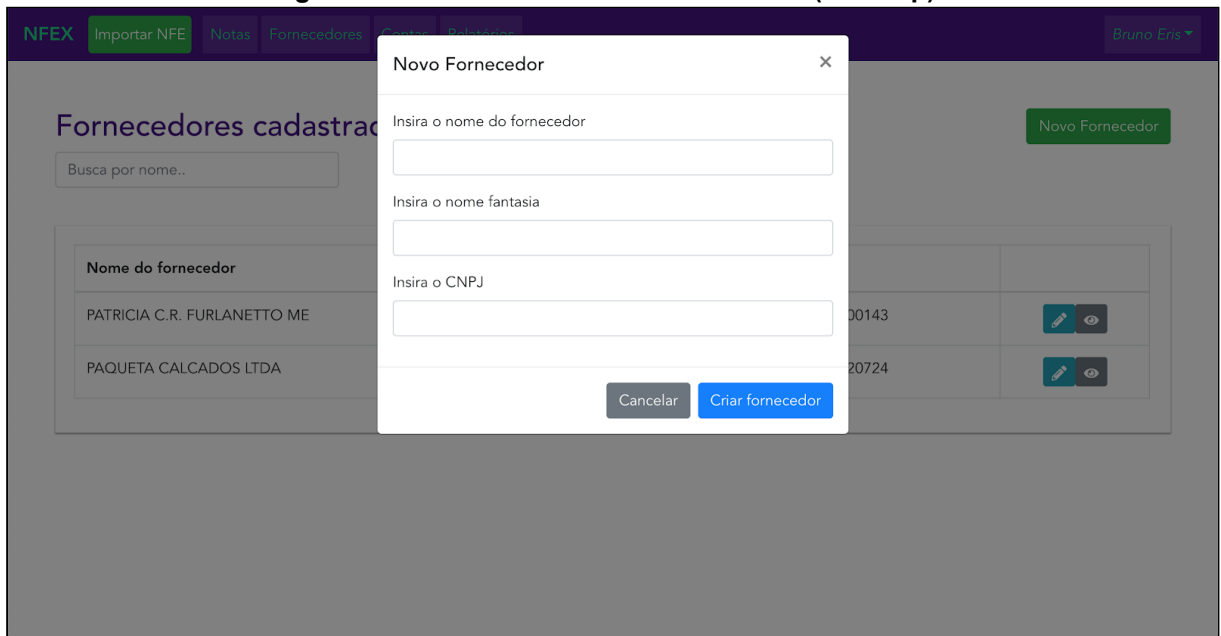 NFEX Importar NFE Notas Fornecedores Contas Relatórios Bruno Eris
Novo Fornecedor ×
Fornecedores cadastrad
Novo Fornecedor
Busca por nome..
Insira o nome do fornecedor
Insira o nome fantasia
Insira o CNPJ
Nome do fornecedor
PATRICIA C.R. FURLANETTO ME 00143
PAQUETA CALCADOS LTDA 20724
Cancelar Criar fornecedor